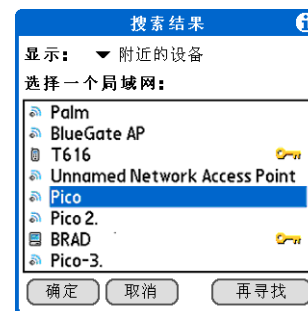 搜索结果
显示: 附近的设备
选择一个局域网:
Palm
BlueGate AP
T616
Unnamed Network Access Point
Pico
Pico 2.
BRAD
Pico-3.
确定 取消 再寻找